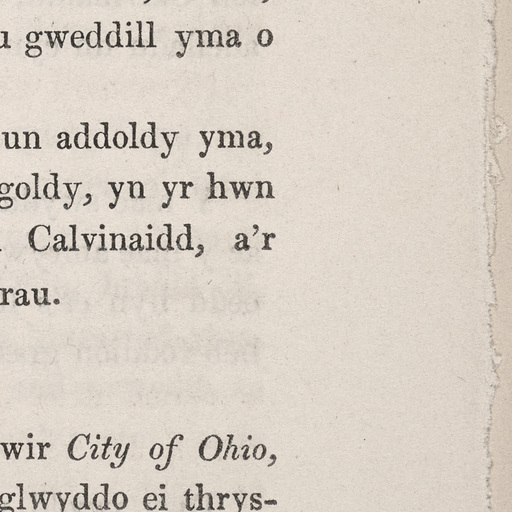 u gweddill yma o
un addoldy yma,
goldy, yn yr hwn
Calvinaidd, a'r
rau.
wir City of Ohio,
glwyddo ei thrys-